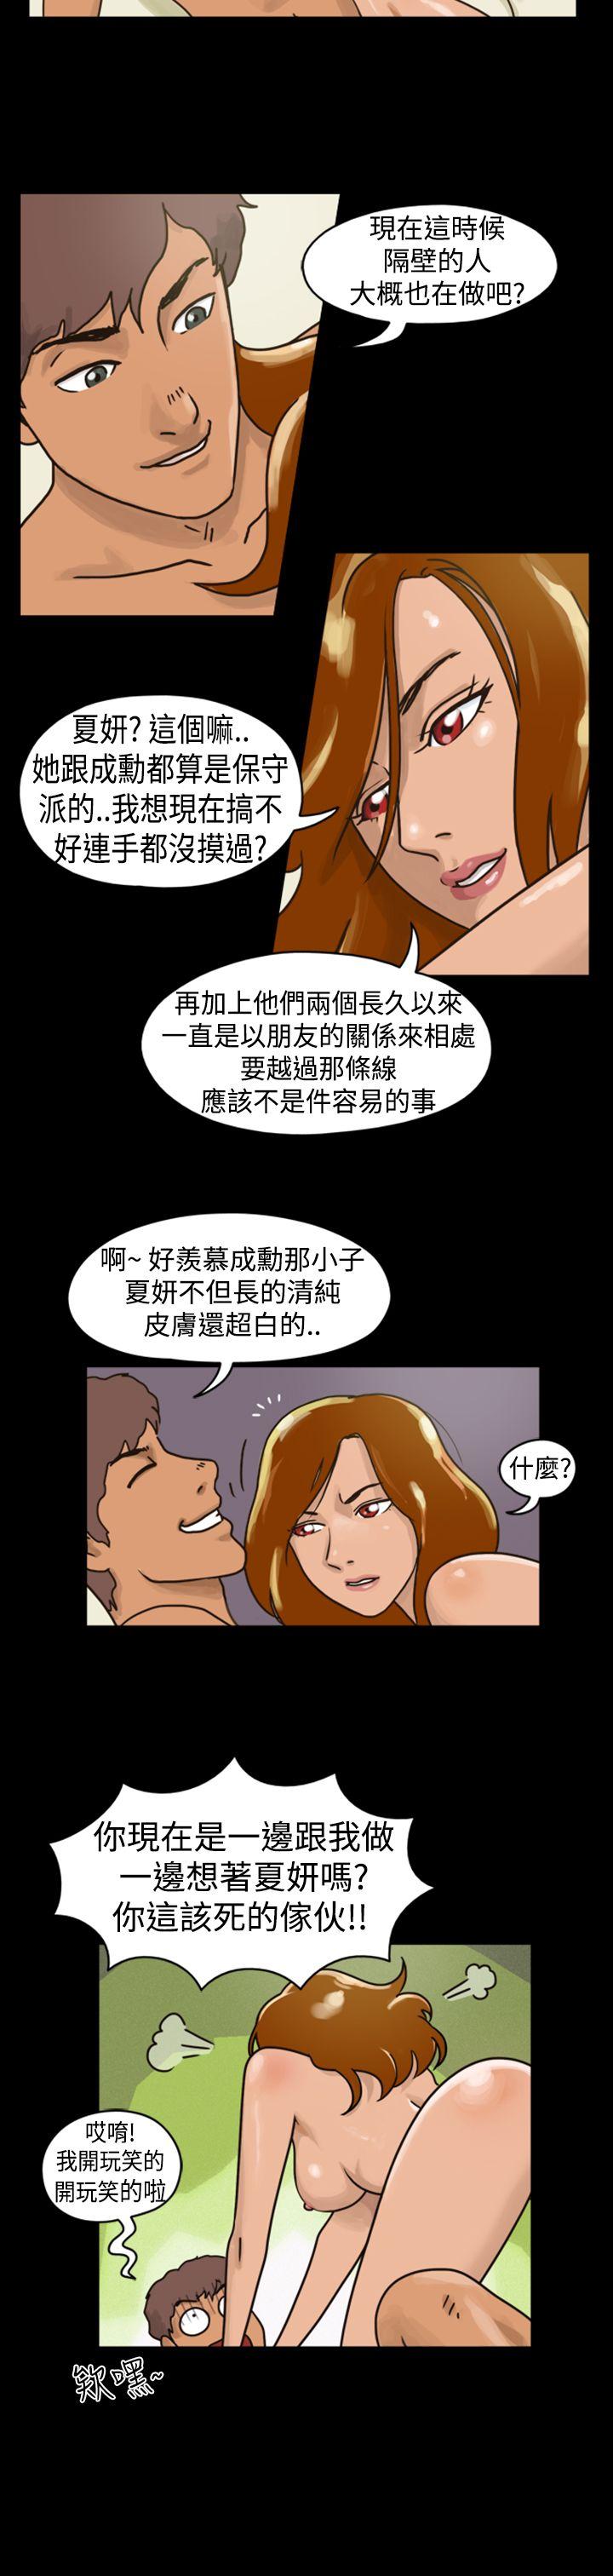 現在這時候
隔壁的人
大概也在做吧?
夏妍? 這個嘛..
她跟成勳都算是保守
派的..我想現在搞不
好連手都沒摸過?
再加上他們兩個長久以來
一直是以朋友的關係來相處
要越過那條線
應該不是件容易的事
啊~ 好羨慕成勳那小子
夏妍不但長的清純
皮膚還超白的..
什麼?
你現在是一邊跟我做
一邊想著夏妍嗎?
你這該死的傢伙!!
哎唷!
我開玩笑的
開玩笑的啦
欸嘿~